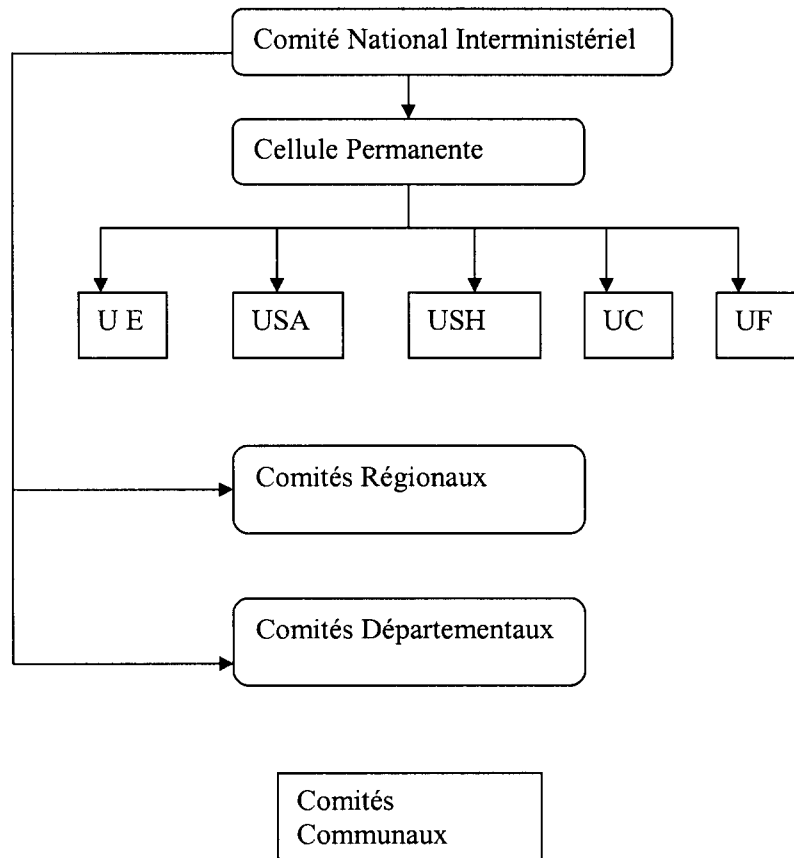 Comité National Interministériel
Cellule Permanente
U E
USA
USH
UC
UF
Comités Régionaux
Comités Départementaux
Comités
Communaux